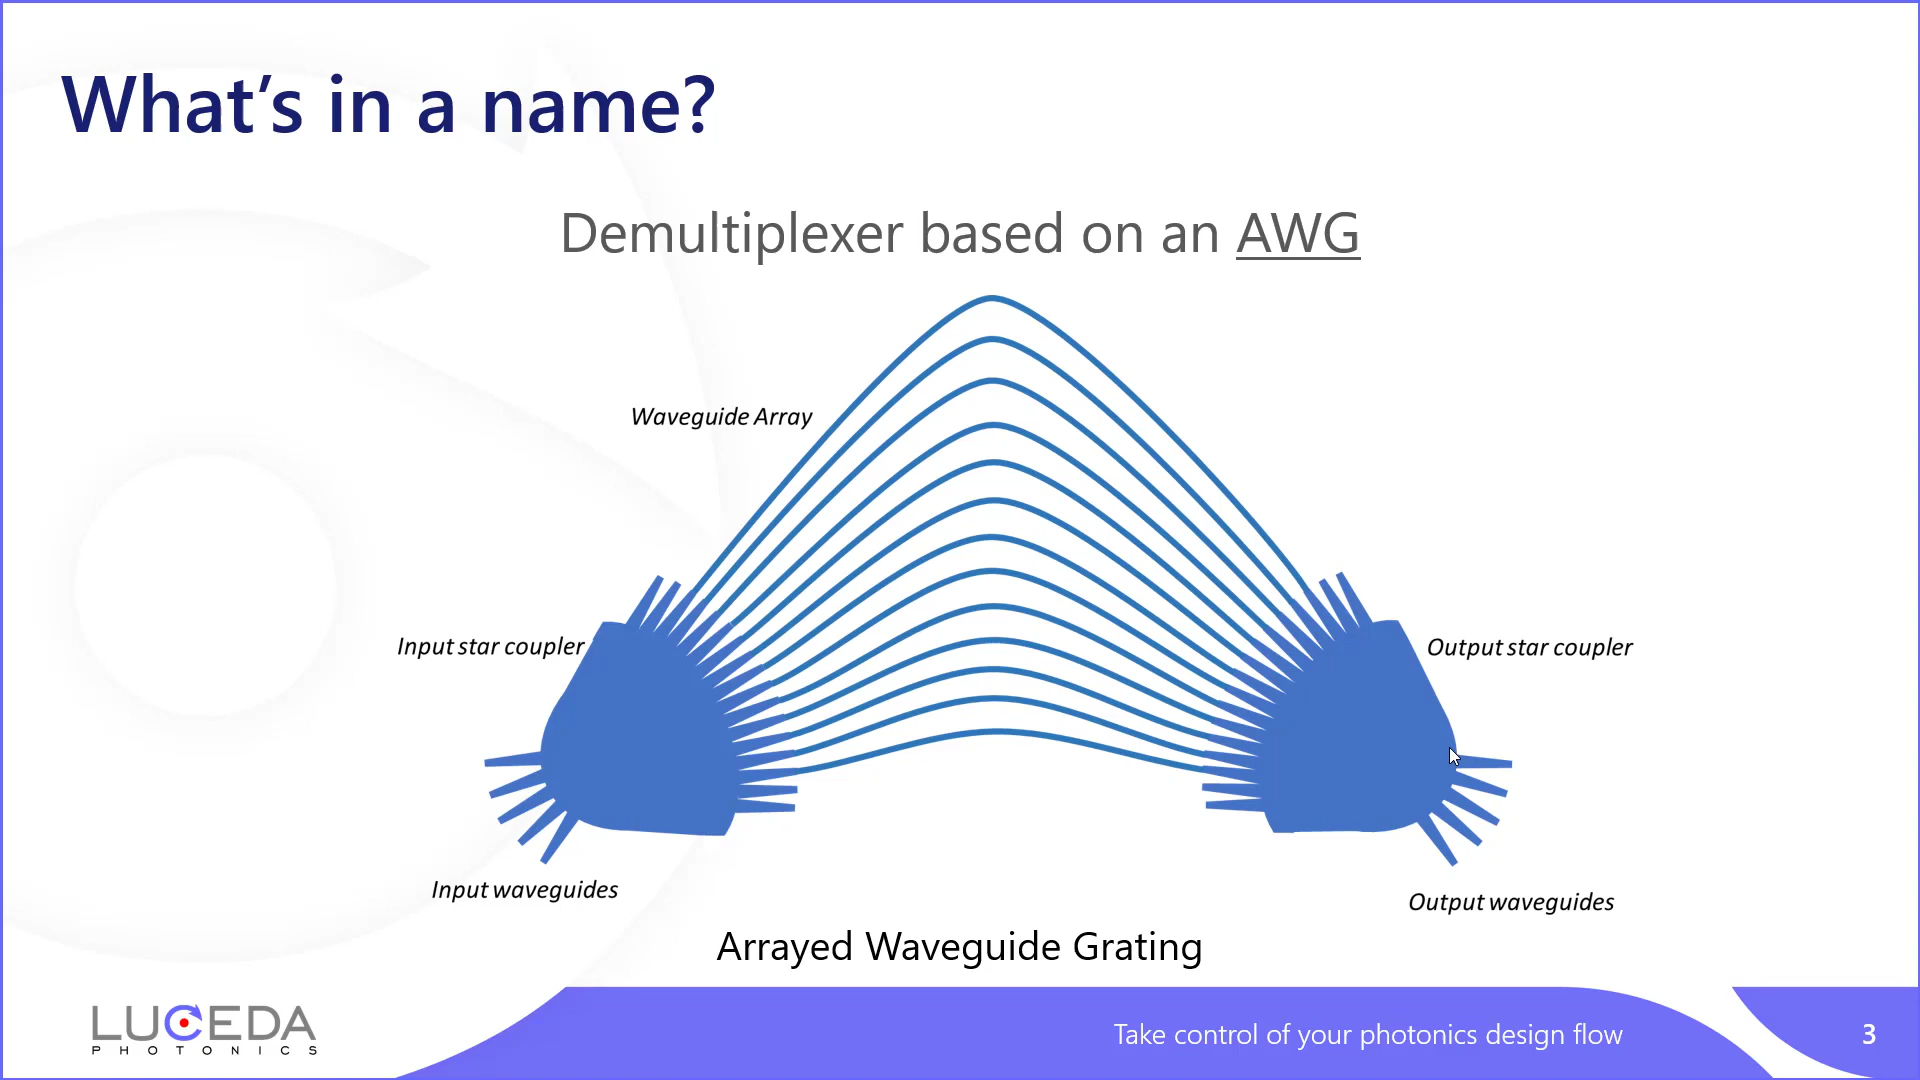 What's in a name?
Demultiplexer based on an AWG
Waveguide Array
Input star coupler
Output star coupler
Input waveguides
Output waveguides
Arrayed Waveguide Grating
LUCEDA
PHOTONICS
Take control of your photonics design flow
3